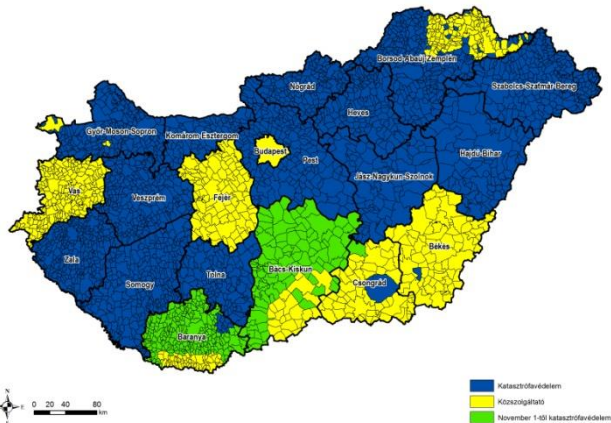 Borsod-Abaúj-Zemplén
Szabolcs-Szatmár-Bereg
Nógrád
Heves
Győr-Moson-Sopron
Komárom-Esztergom
Budapest
Pest
Hajdú-Bihar
Jász-Nagykun-Szolnok
Vas
Veszprém
Fejér
Békés
Zala
Somogy
Tolna
Bács-Kiskun
Csongrád
Baranya
N
E
0 20 40 80
km
Katasztrófavédelem
Közszolgáltató
November 1-től katasztrófavédelem